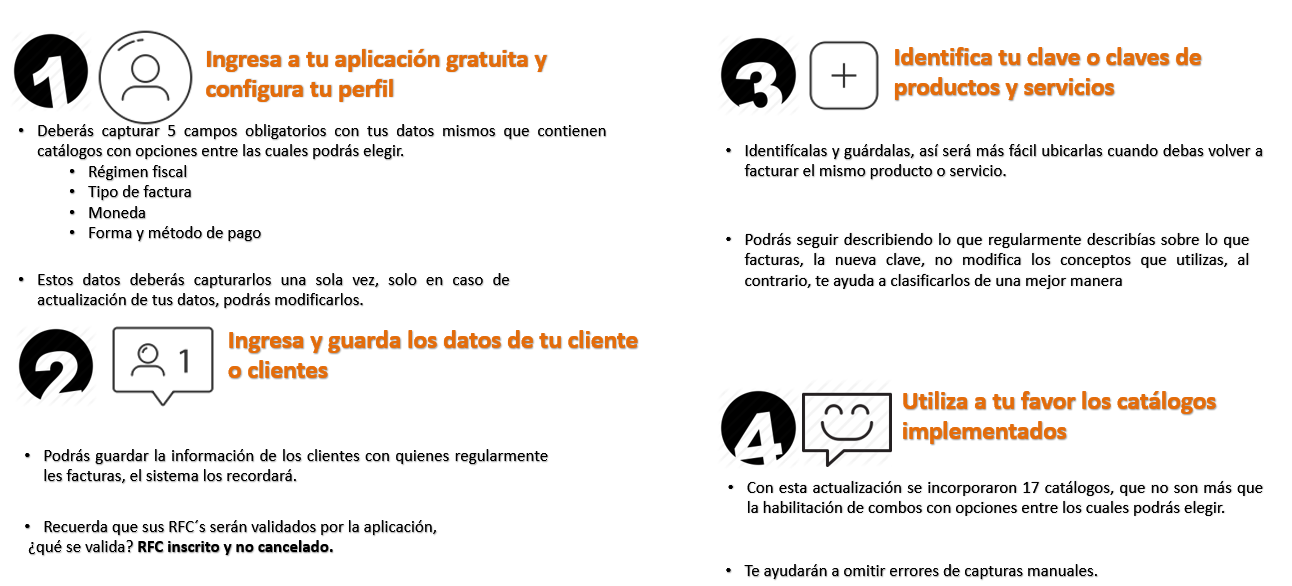 1
Ingresa a tu aplicación gratuita y
configura tu perfil
• Deberás capturar 5 campos obligatorios con tus datos mismos que contienen
catálogos con opciones entre las cuales podrás elegir.
• Régimen fiscal
• Tipo de factura
• Moneda
• Forma y método de pago
• Estos datos deberás capturarlos una sola vez, solo en caso de
actualización de tus datos, podrás modificarlos.
2
1
Ingresa y guarda los datos de tu cliente
o clientes
• Podrás guardar la información de los clientes con quienes regularmente
les facturas, el sistema los recordará.
• Recuerda que sus RFC´s serán validados por la aplicación,
¿qué se valida? RFC inscrito y no cancelado.
3
Identifica tu clave o claves de
productos y servicios
• Identifícalas y guárdalas, así será más fácil ubicarlas cuando debas volver a
facturar el mismo producto o servicio.
• Podrás seguir describiendo lo que regularmente describías sobre lo que
facturas, la nueva clave, no modifica los conceptos que utilizas, al
contrario, te ayuda a clasificarlos de una mejor manera
4
Utiliza a tu favor los catálogos
implementados
• Con esta actualización se incorporaron 17 catálogos, que no son más que
la habilitación de combos con opciones entre los cuales podrás elegir.
• Te ayudarán a omitir errores de capturas manuales.